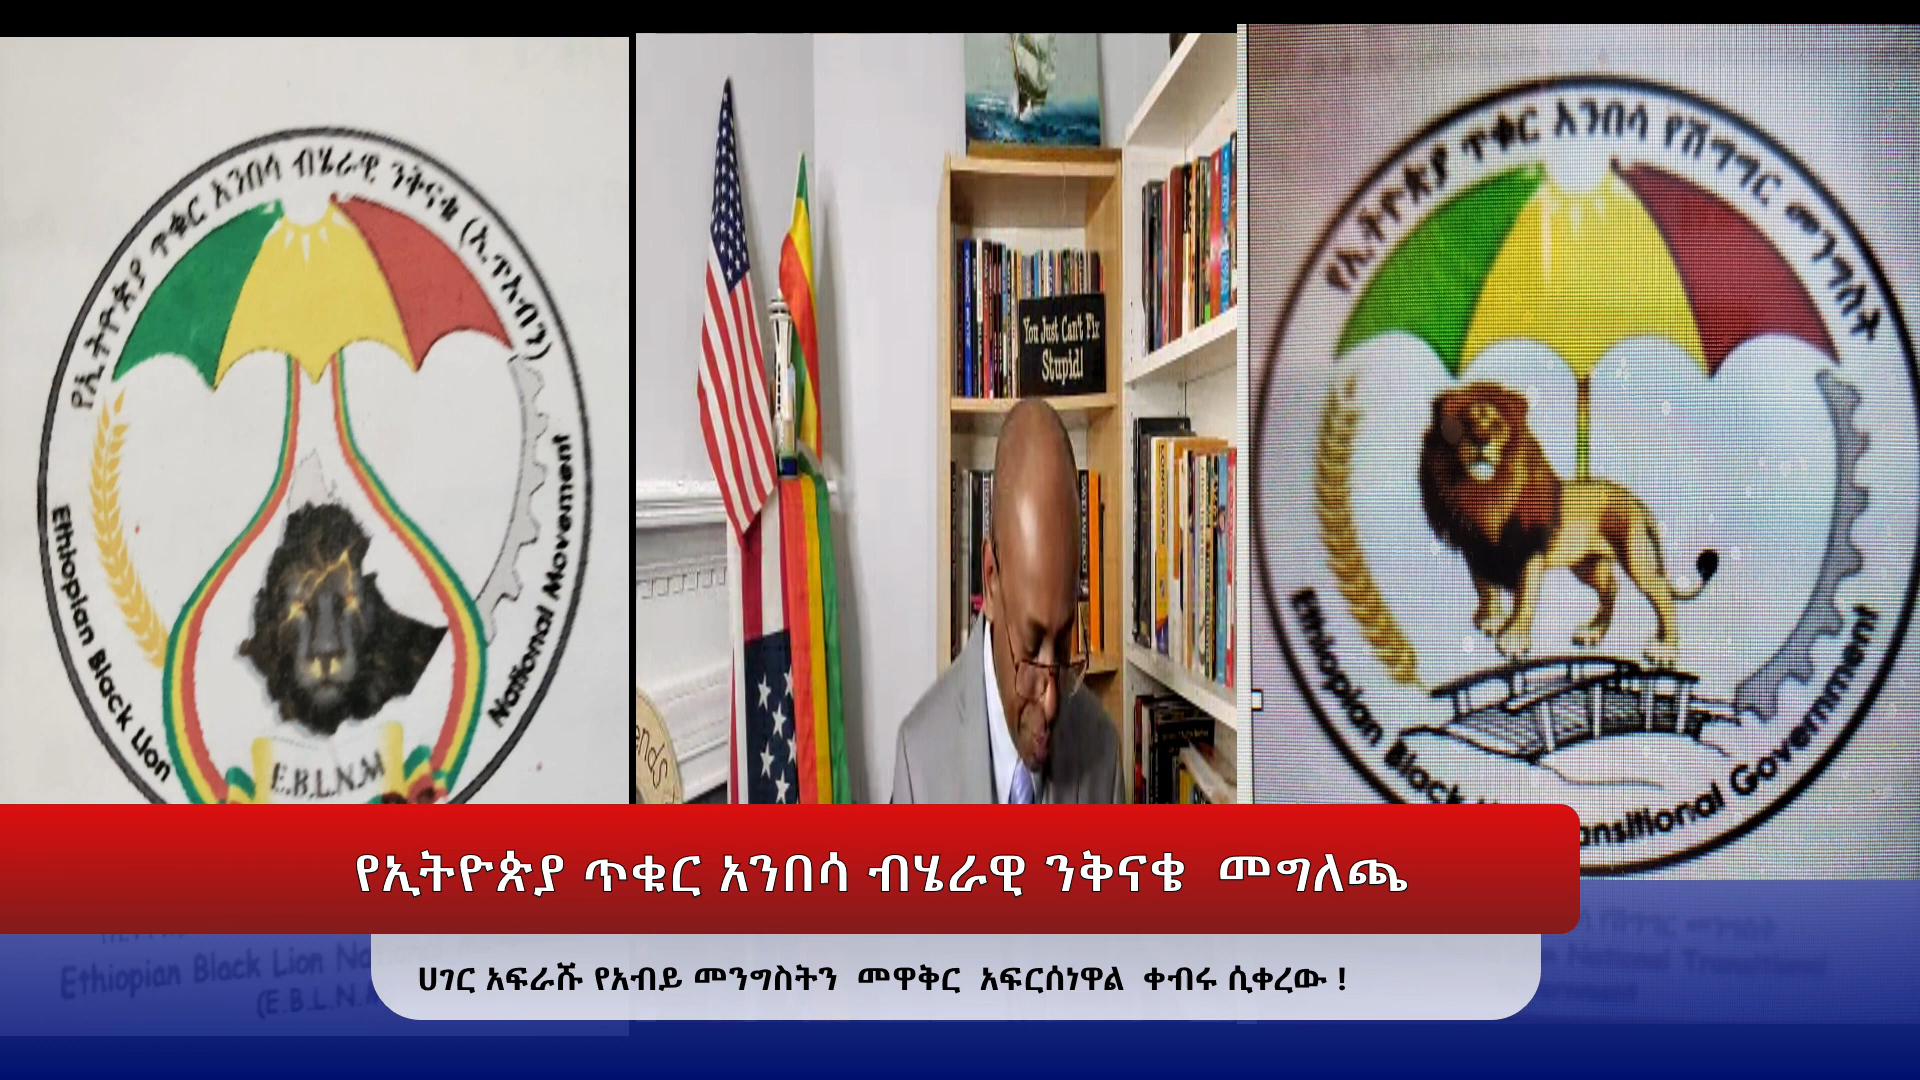 የኢትዮጵያ ጥቁር አንበሳ ብሄራዊ ንቅናቄ (ኢ.ጥ.አ.ብ.ን)
Ethiopian Black Lion
National Movement
E.B.L.N.M
You Just Can't Fix
Stupid!
የኢትዮጵያ ጥቁር አንበሳ የሽግግር መንግስት
Ethiopian Black
Government
የኢትዮጵያ ጥቁር አንበሳ ብሄራዊ ንቅናቄ መግለጫ
ሀገር አፍራሹ የአብይ መንግስትን መዋቅር አፍርሰነዋል ቀብሩ ሲቀረው !
Ethiopian Black Lion